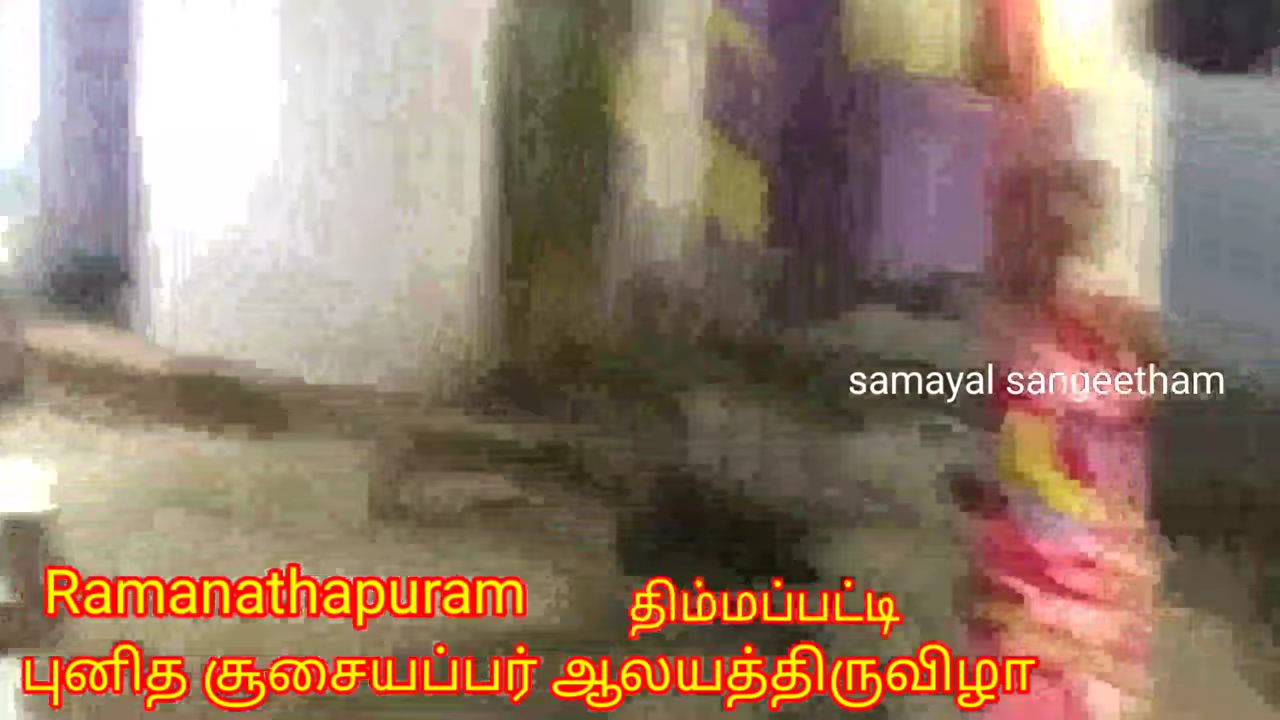 samayal sangeetham
Ramanathapuram திம்மப்பட்டி
புனித சூசையப்பர் ஆலயத்திருவிழா